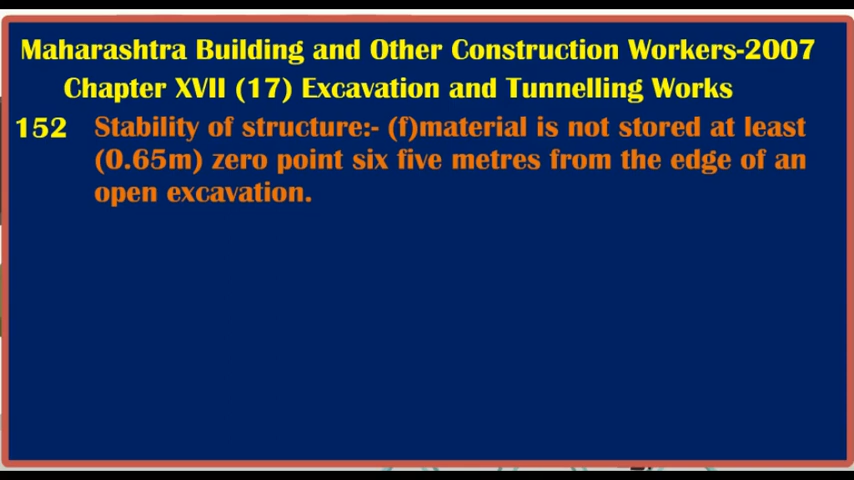 Maharashtra Building and Other Construction Workers-2007
Chapter XVII (17) Excavation and Tunnelling Works
152 Stability of structure:- (f)material is not stored at least
(0.65m) zero point six five metres from the edge of an
open excavation.